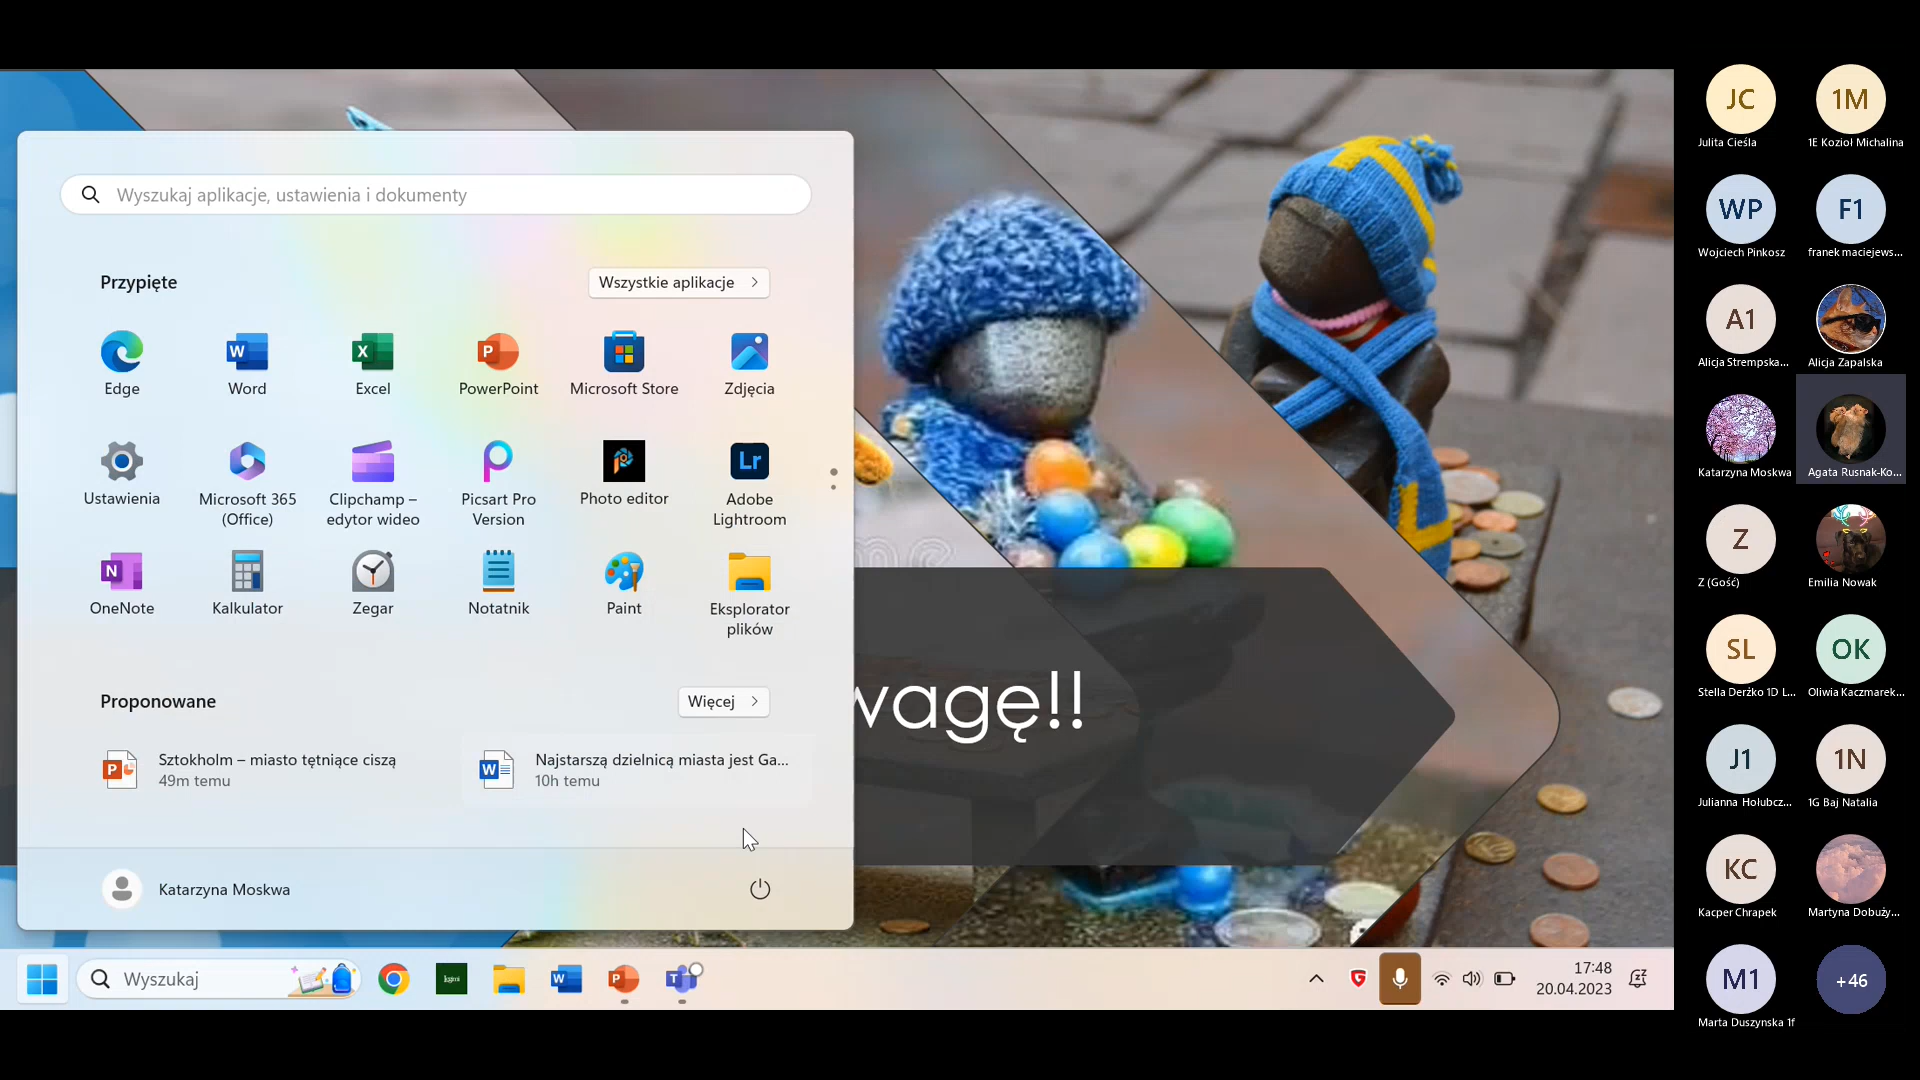 Wyszukaj aplikacje, ustawienia i dokumenty
Przypięte
Wszystkie aplikacje
Edge
Word
Excel
PowerPoint
Microsoft Store
Zdjęcia
Ustawienia
Microsoft 365
(Office)
Clipchamp –
edytor wideo
Picsart Pro
Version
Photo editor
Lr
Adobe
Lightroom
OneNote
Kalkulator
Zegar
Notatnik
Paint
Eksplorator
plików
Proponowane
Więcej
Sztokholm – miasto tętniące ciszą
49m temu
Najstarszą dzielnicą miasta jest Ga...
10h temu
Katarzyna Moskwa
wagę!!
Wyszukaj
17:48
20.04.2023
JC
Julita Cieśla
1M
1E Kozioł Michalina
WP
Wojciech Pinkosz
F1
franek maciejews...
A1
Alicja Strempska...
Alicja Zapalska
Katarzyna Moskwa
Agata Rusnak-Ko...
Z
Z (Gość)
Emilia Nowak
SL
Stella Derżko 1D L...
OK
Oliwia Kaczmarek...
J1
Julianna Hołubcz...
1N
1G Baj Natalia
KC
Kacper Chrapek
Martyna Dobuży...
M1
Marta Duszynska 1f
+46